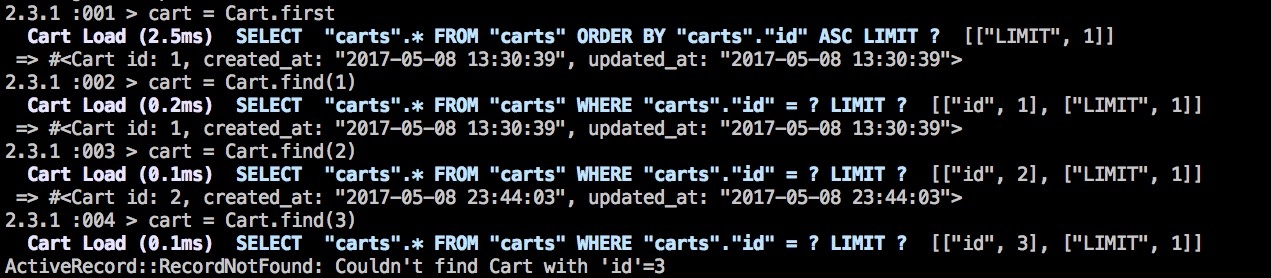 2.3.1 :001 > cart = Cart.first
  Cart Load (2.5ms)  SELECT  "carts".* FROM "carts" ORDER BY "carts"."id" ASC LIMIT ?  [["LIMIT", 1]]
 => #<Cart id: 1, created_at: "2017-05-08 13:30:39", updated_at: "2017-05-08 13:30:39">
2.3.1 :002 > cart = Cart.find(1)
  Cart Load (0.2ms)  SELECT  "carts".* FROM "carts" WHERE "carts"."id" = ? LIMIT ?  [["id", 1], ["LIMIT", 1]]
 => #<Cart id: 1, created_at: "2017-05-08 13:30:39", updated_at: "2017-05-08 13:30:39">
2.3.1 :003 > cart = Cart.find(2)
  Cart Load (0.1ms)  SELECT  "carts".* FROM "carts" WHERE "carts"."id" = ? LIMIT ?  [["id", 2], ["LIMIT", 1]]
 => #<Cart id: 2, created_at: "2017-05-08 23:44:03", updated_at: "2017-05-08 23:44:03">
2.3.1 :004 > cart = Cart.find(3)
  Cart Load (0.1ms)  SELECT  "carts".* FROM "carts" WHERE "carts"."id" = ? LIMIT ?  [["id", 3], ["LIMIT", 1]]
ActiveRecord::RecordNotFound: Couldn't find Cart with 'id'=3